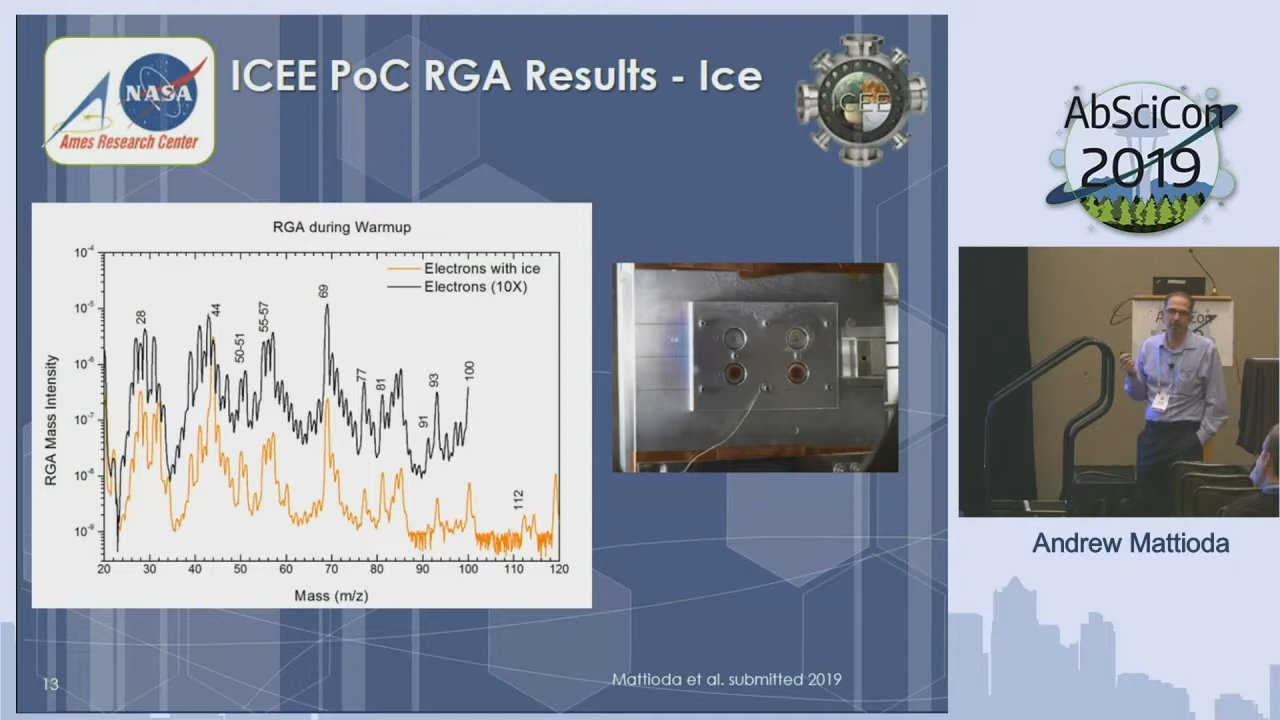 NASA
Ames Research Center
ICEE PoC RGA Results - Ice
ICEE
RGA during Warmup
Electrons with ice
Electrons (10X)
RGA Mass Intensity
10-4
10-5
10-6
10-7
10-8
10-9
28
44
50-51
55-57
69
77
81
91
93
100
112
20 30 40 50 60 70 80 90 100 110 120
Mass (m/z)
13
Mattioda et al. submitted 2019
AbSciCon
2019
Andrew Mattioda